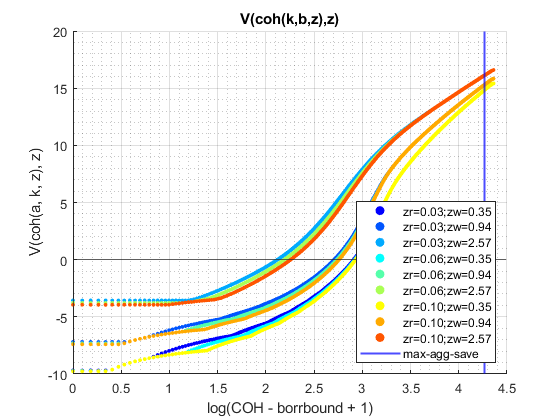 V(coh(k,b,z),z)
V(coh(a, k, z), z)
20
15
10
5
0
-5
-10
zr=0.03;zw=0.35
zr=0.03;zw=0.94
zr=0.03;zw=2.57
zr=0.06;zw=0.35
zr=0.06;zw=0.94
zr=0.06;zw=2.57
zr=0.10;zw=0.35
zr=0.10;zw=0.94
zr=0.10;zw=2.57
max-agg-save
0 0.5 1 1.5 2 2.5 3 3.5 4 4.5
log(COH - borrbound + 1)